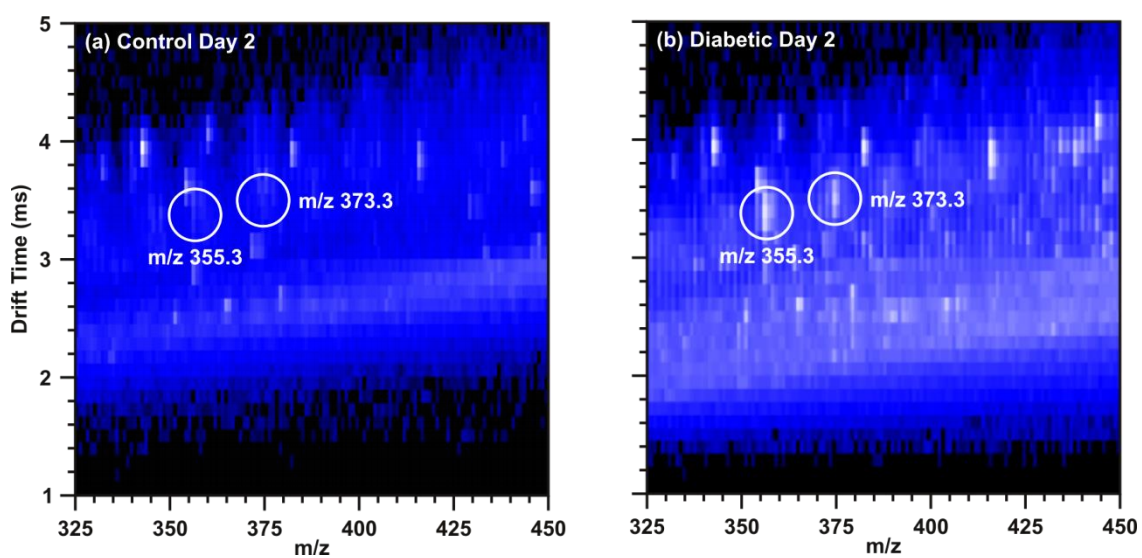 (a) Control Day 2
(b) Diabetic Day 2
5
4
3
2
1
Drift Time (ms)
m/z 373.3
m/z 355.3
m/z 373.3
m/z 355.3
325
350
375
400
425
450
325
350
375
400
425
450
m/z
m/z